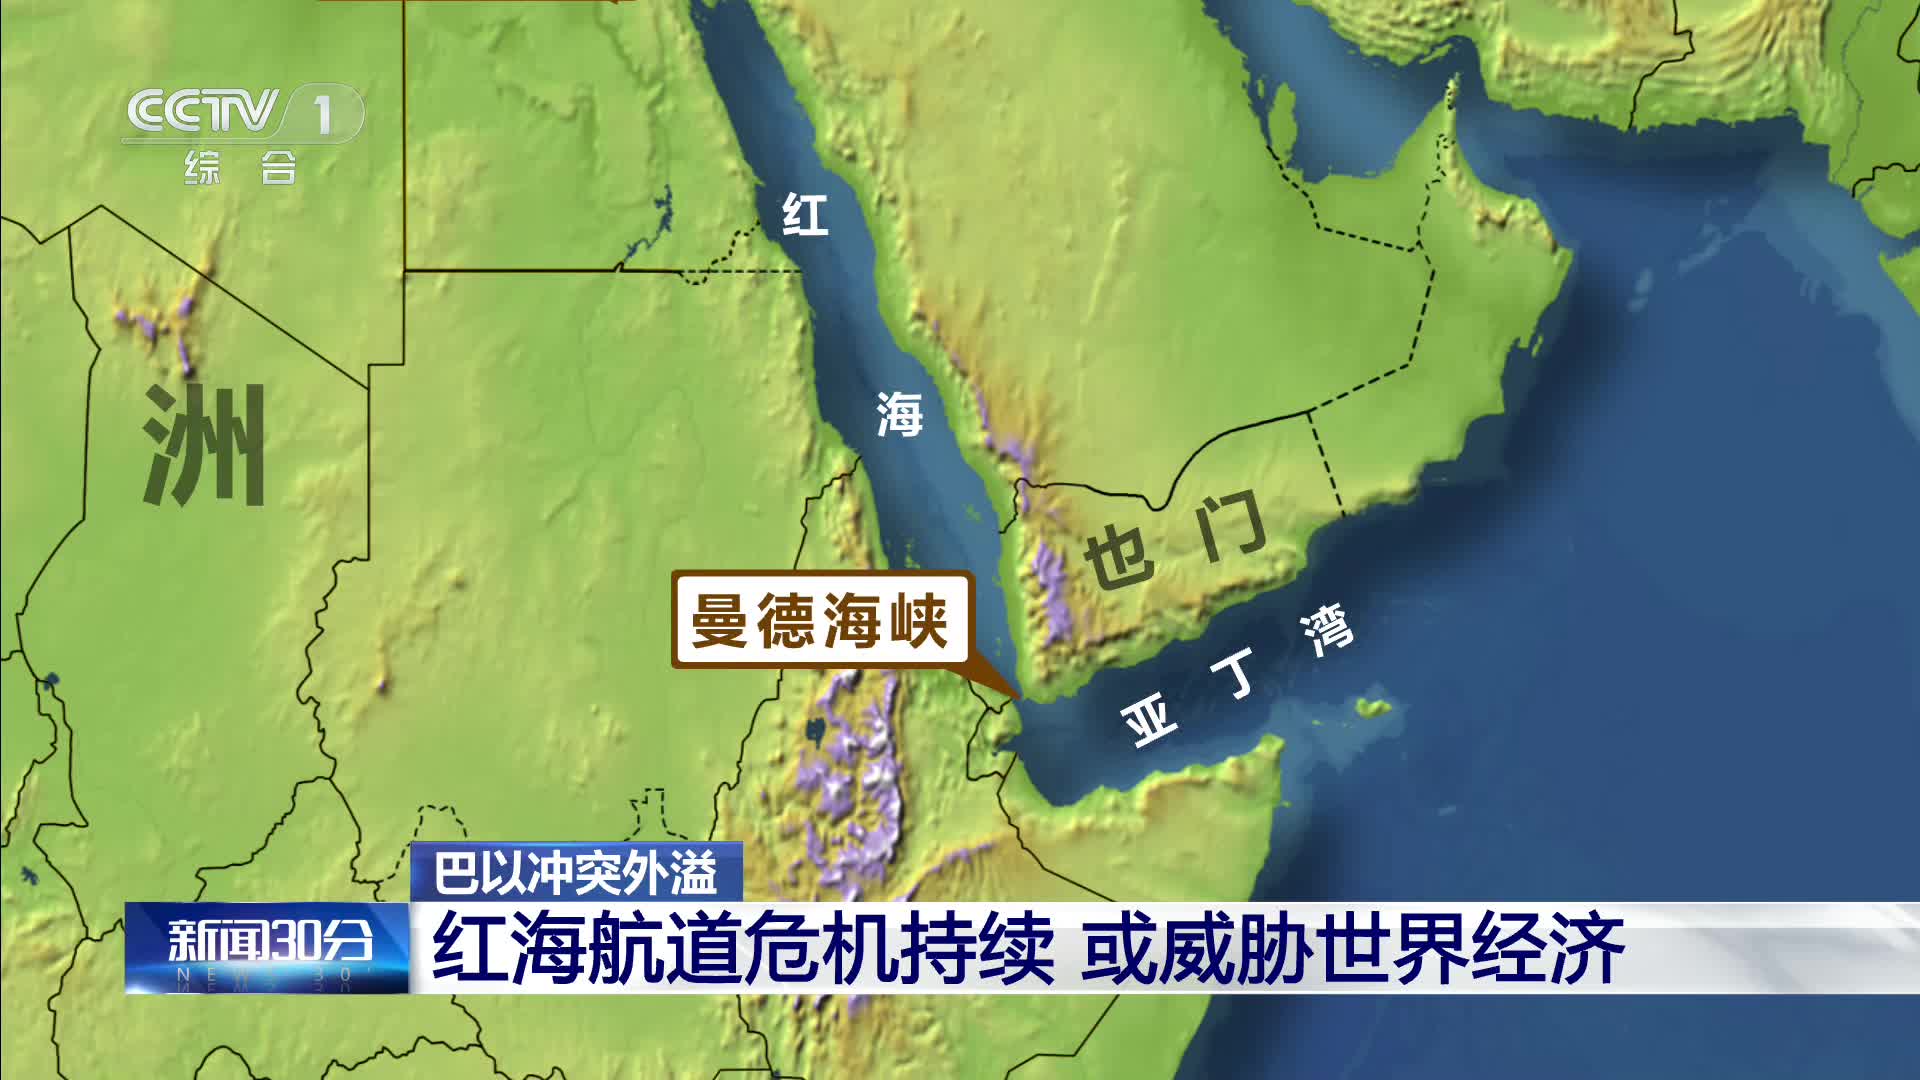 CCTV 1
综 合
红
海
洲
也 门
曼德海峡
亚 丁 湾
巴以冲突外溢
新闻30分
NEWS 30'
红海航道危机持续 或威胁世界经济